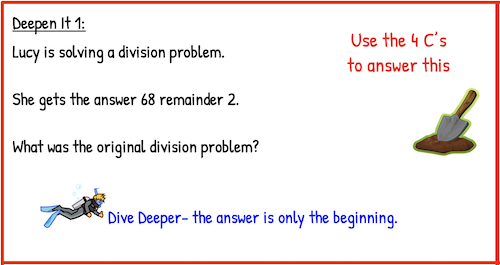 Deepen It 1:
Use the 4 C's
to answer this
Lucy is solving a division problem.
She gets the answer 68 remainder 2.
What was the original division problem?
Dive Deeper- the answer is only the beginning.